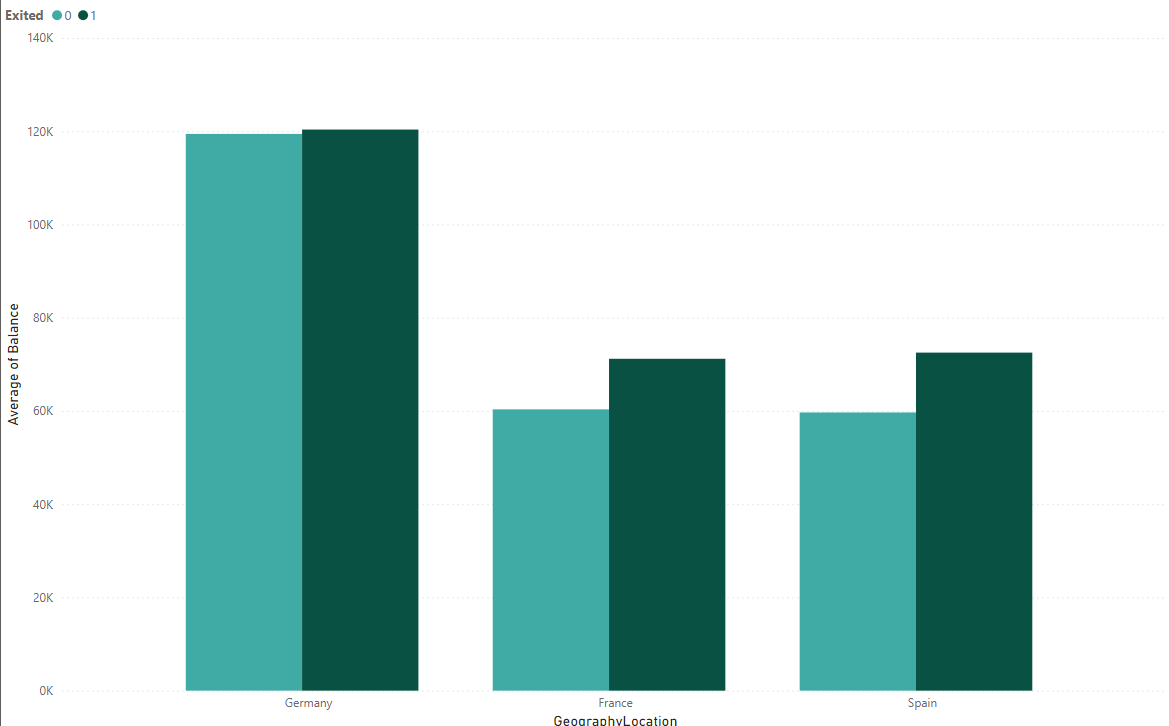 Exited 0 1
140K
120K
100K
80K
60K
40K
20K
0K
Average of Balance
Germany France Spain
GeographyLocation